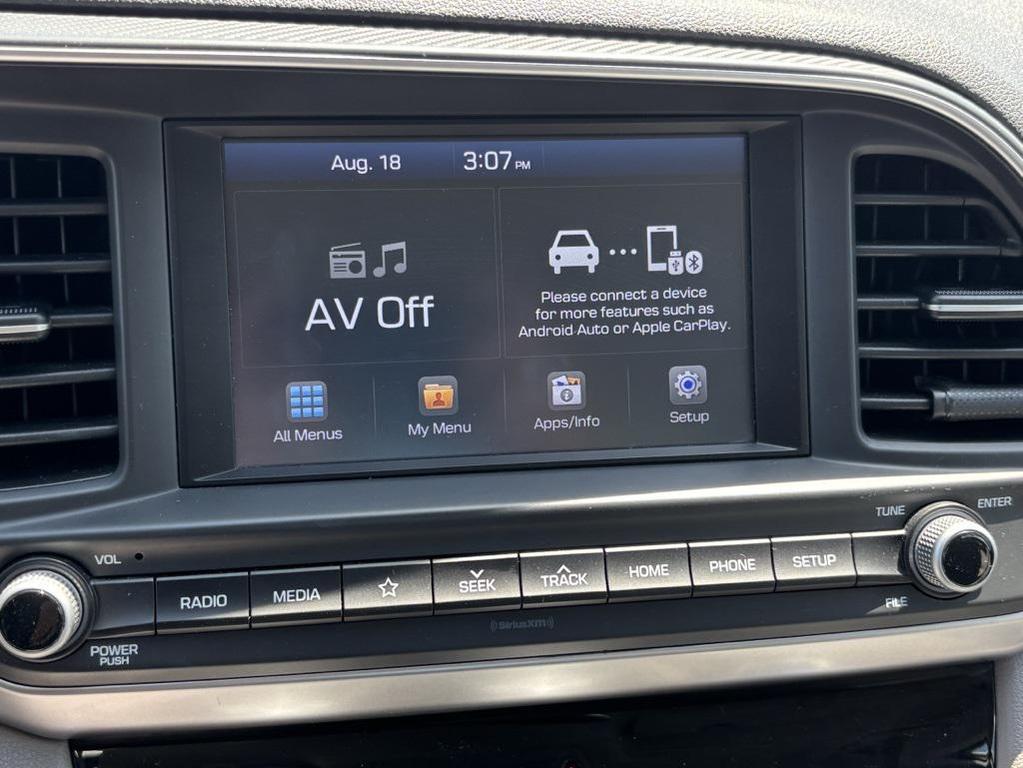 Aug. 18 3:07 PM
AV Off
Please connect a device
for more features such as
Android Auto or Apple CarPlay.
All Menus
My Menu
Apps/Info
Setup
VOL
TUNE
ENTER
RADIO
MEDIA
SEEK
TRACK
HOME
PHONE
SETUP
FILE
POWER
PUSH
SiriusXM